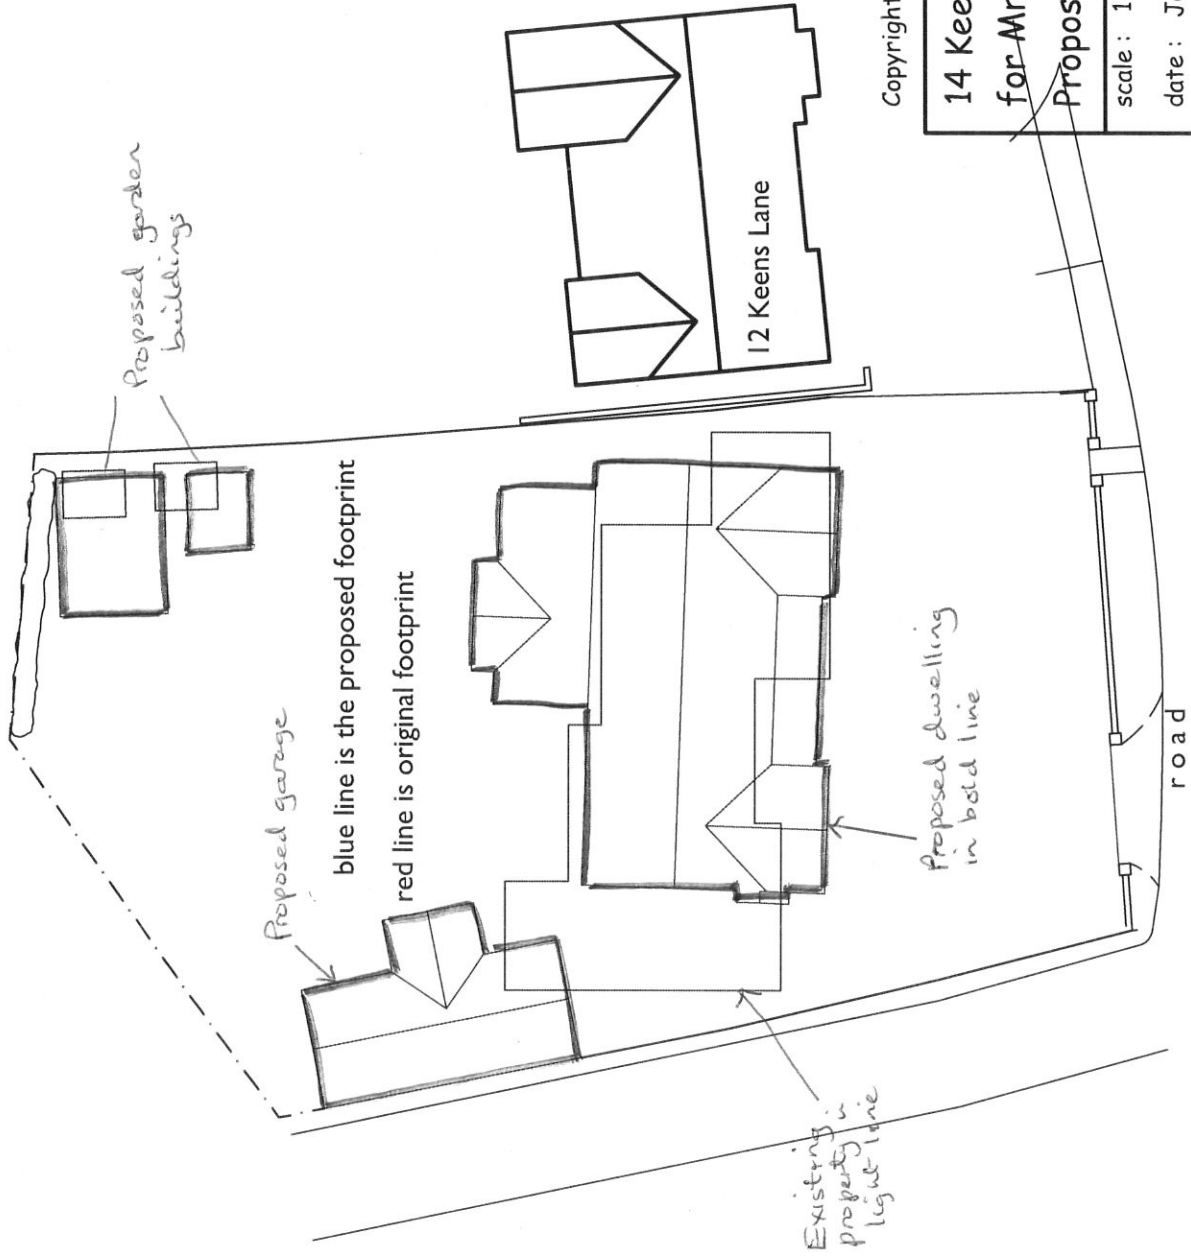 Proposed garden
buildings
Proposed garage
blue line is the proposed footprint
red line is original footprint
12 Keens Lane
Proposed dwelling
in bold line
Existing
property in
light line
road
Copyright
14 Kee
for Mr
Propos
scale : 1
date : J